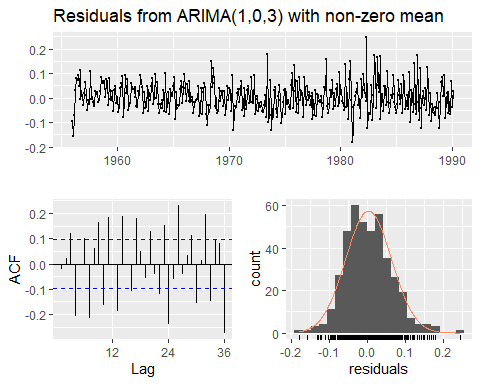 Residuals from ARIMA(1,0,3) with non-zero mean
0.2
0.1
0.0
-0.1
-0.2
1960 1970 1980 1990
0.2
0.1
0.0
-0.1
-0.2
ACF
12 24 36
Lag
60
40
20
0
count
-0.2 -0.1 0.0 0.1 0.2
residuals